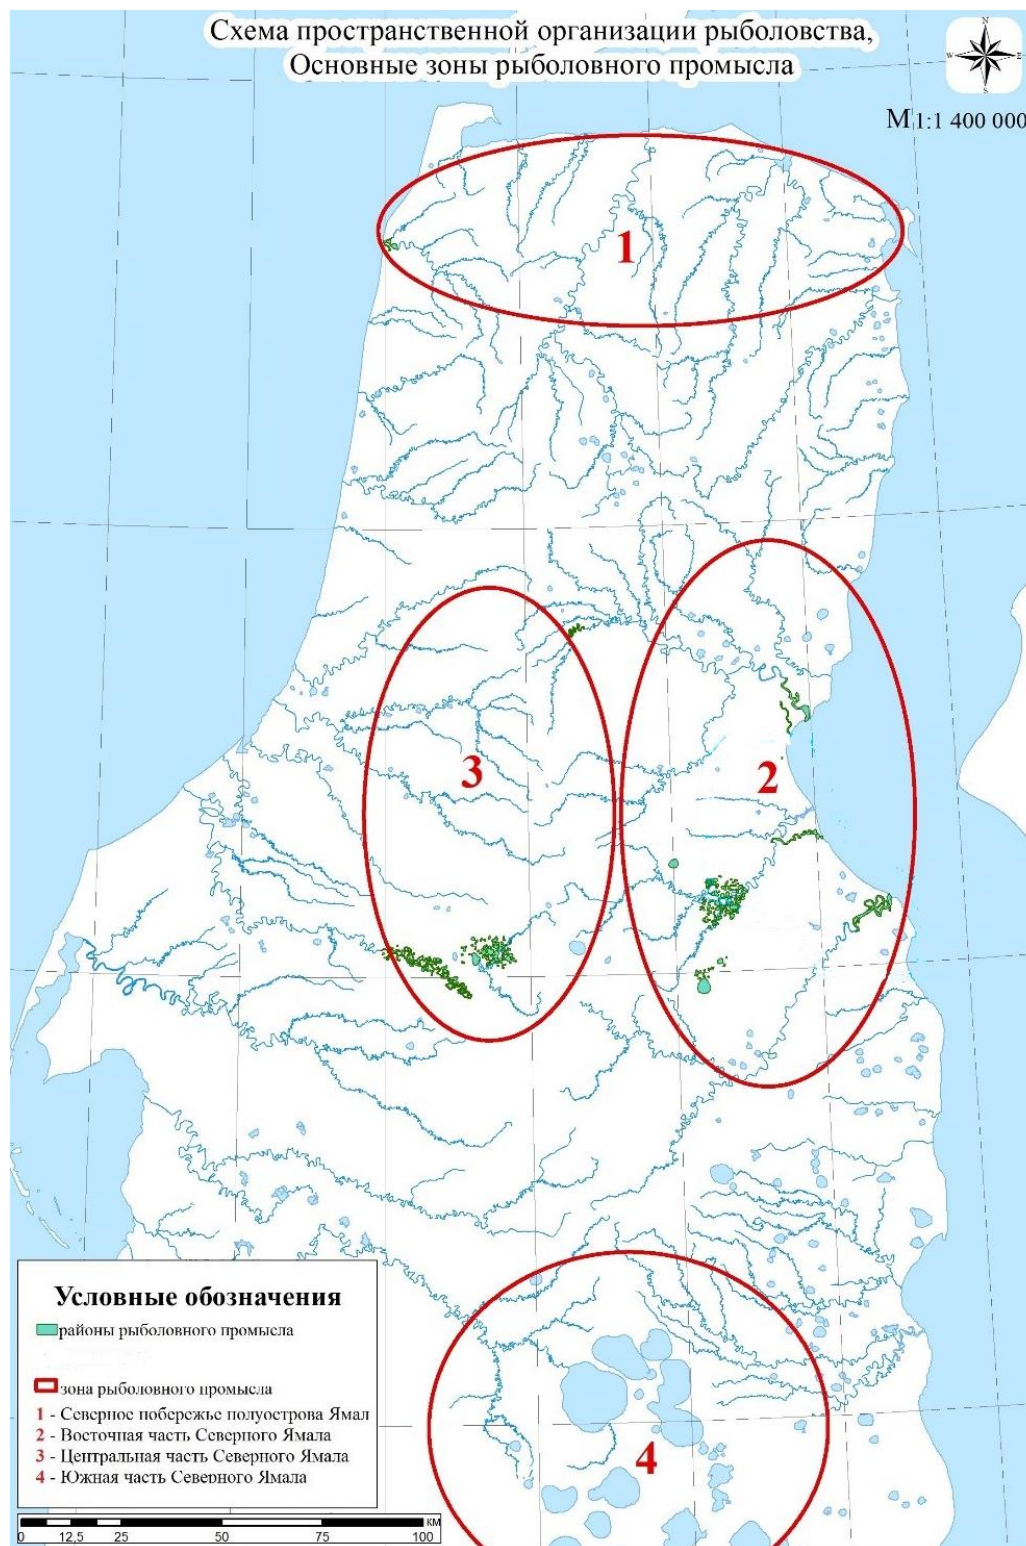 Схема пространственной организации рыболовства,
Основные зоны рыболовного промысла
N
W
E
S
М 1:1 400 000
1
2
3
4
Условные обозначения
районы рыболовного промысла
зона рыболовного промысла
1 - Северное побережье полуострова Ямал
2 - Восточная часть Северного Ямала
3 - Центральная часть Северного Ямала
4 - Южная часть Северного Ямала
КМ
0 12,5 25 50 75 100